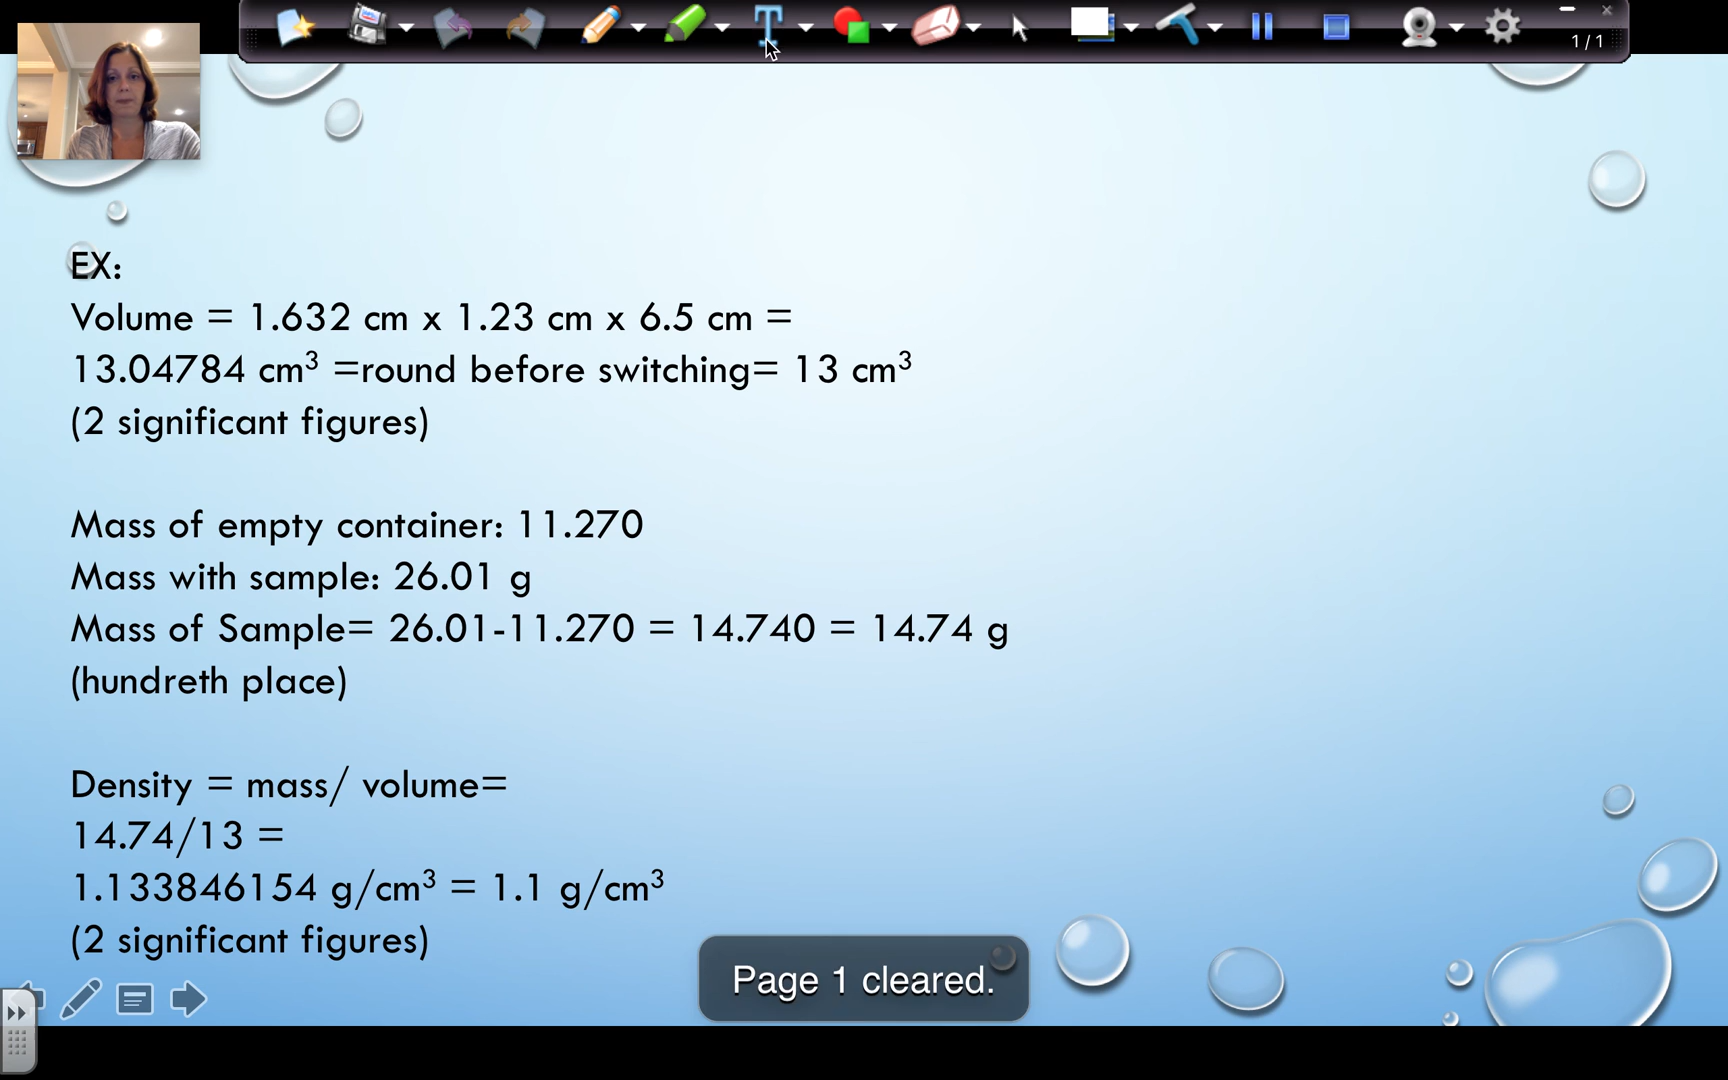 1/1
EX:
Volume = 1.632 cm x 1.23 cm x 6.5 cm =
13.04784 cm³ =round before switching= 13 cm³
(2 significant figures)
Mass of empty container: 11.270
Mass with sample: 26.01 g
Mass of Sample= 26.01-11.270 = 14.740 = 14.74 g
(hundreth place)
Density = mass/ volume=
14.74/13 =
1.133846154 g/cm³ = 1.1 g/cm³
(2 significant figures)
Page 1 cleared.